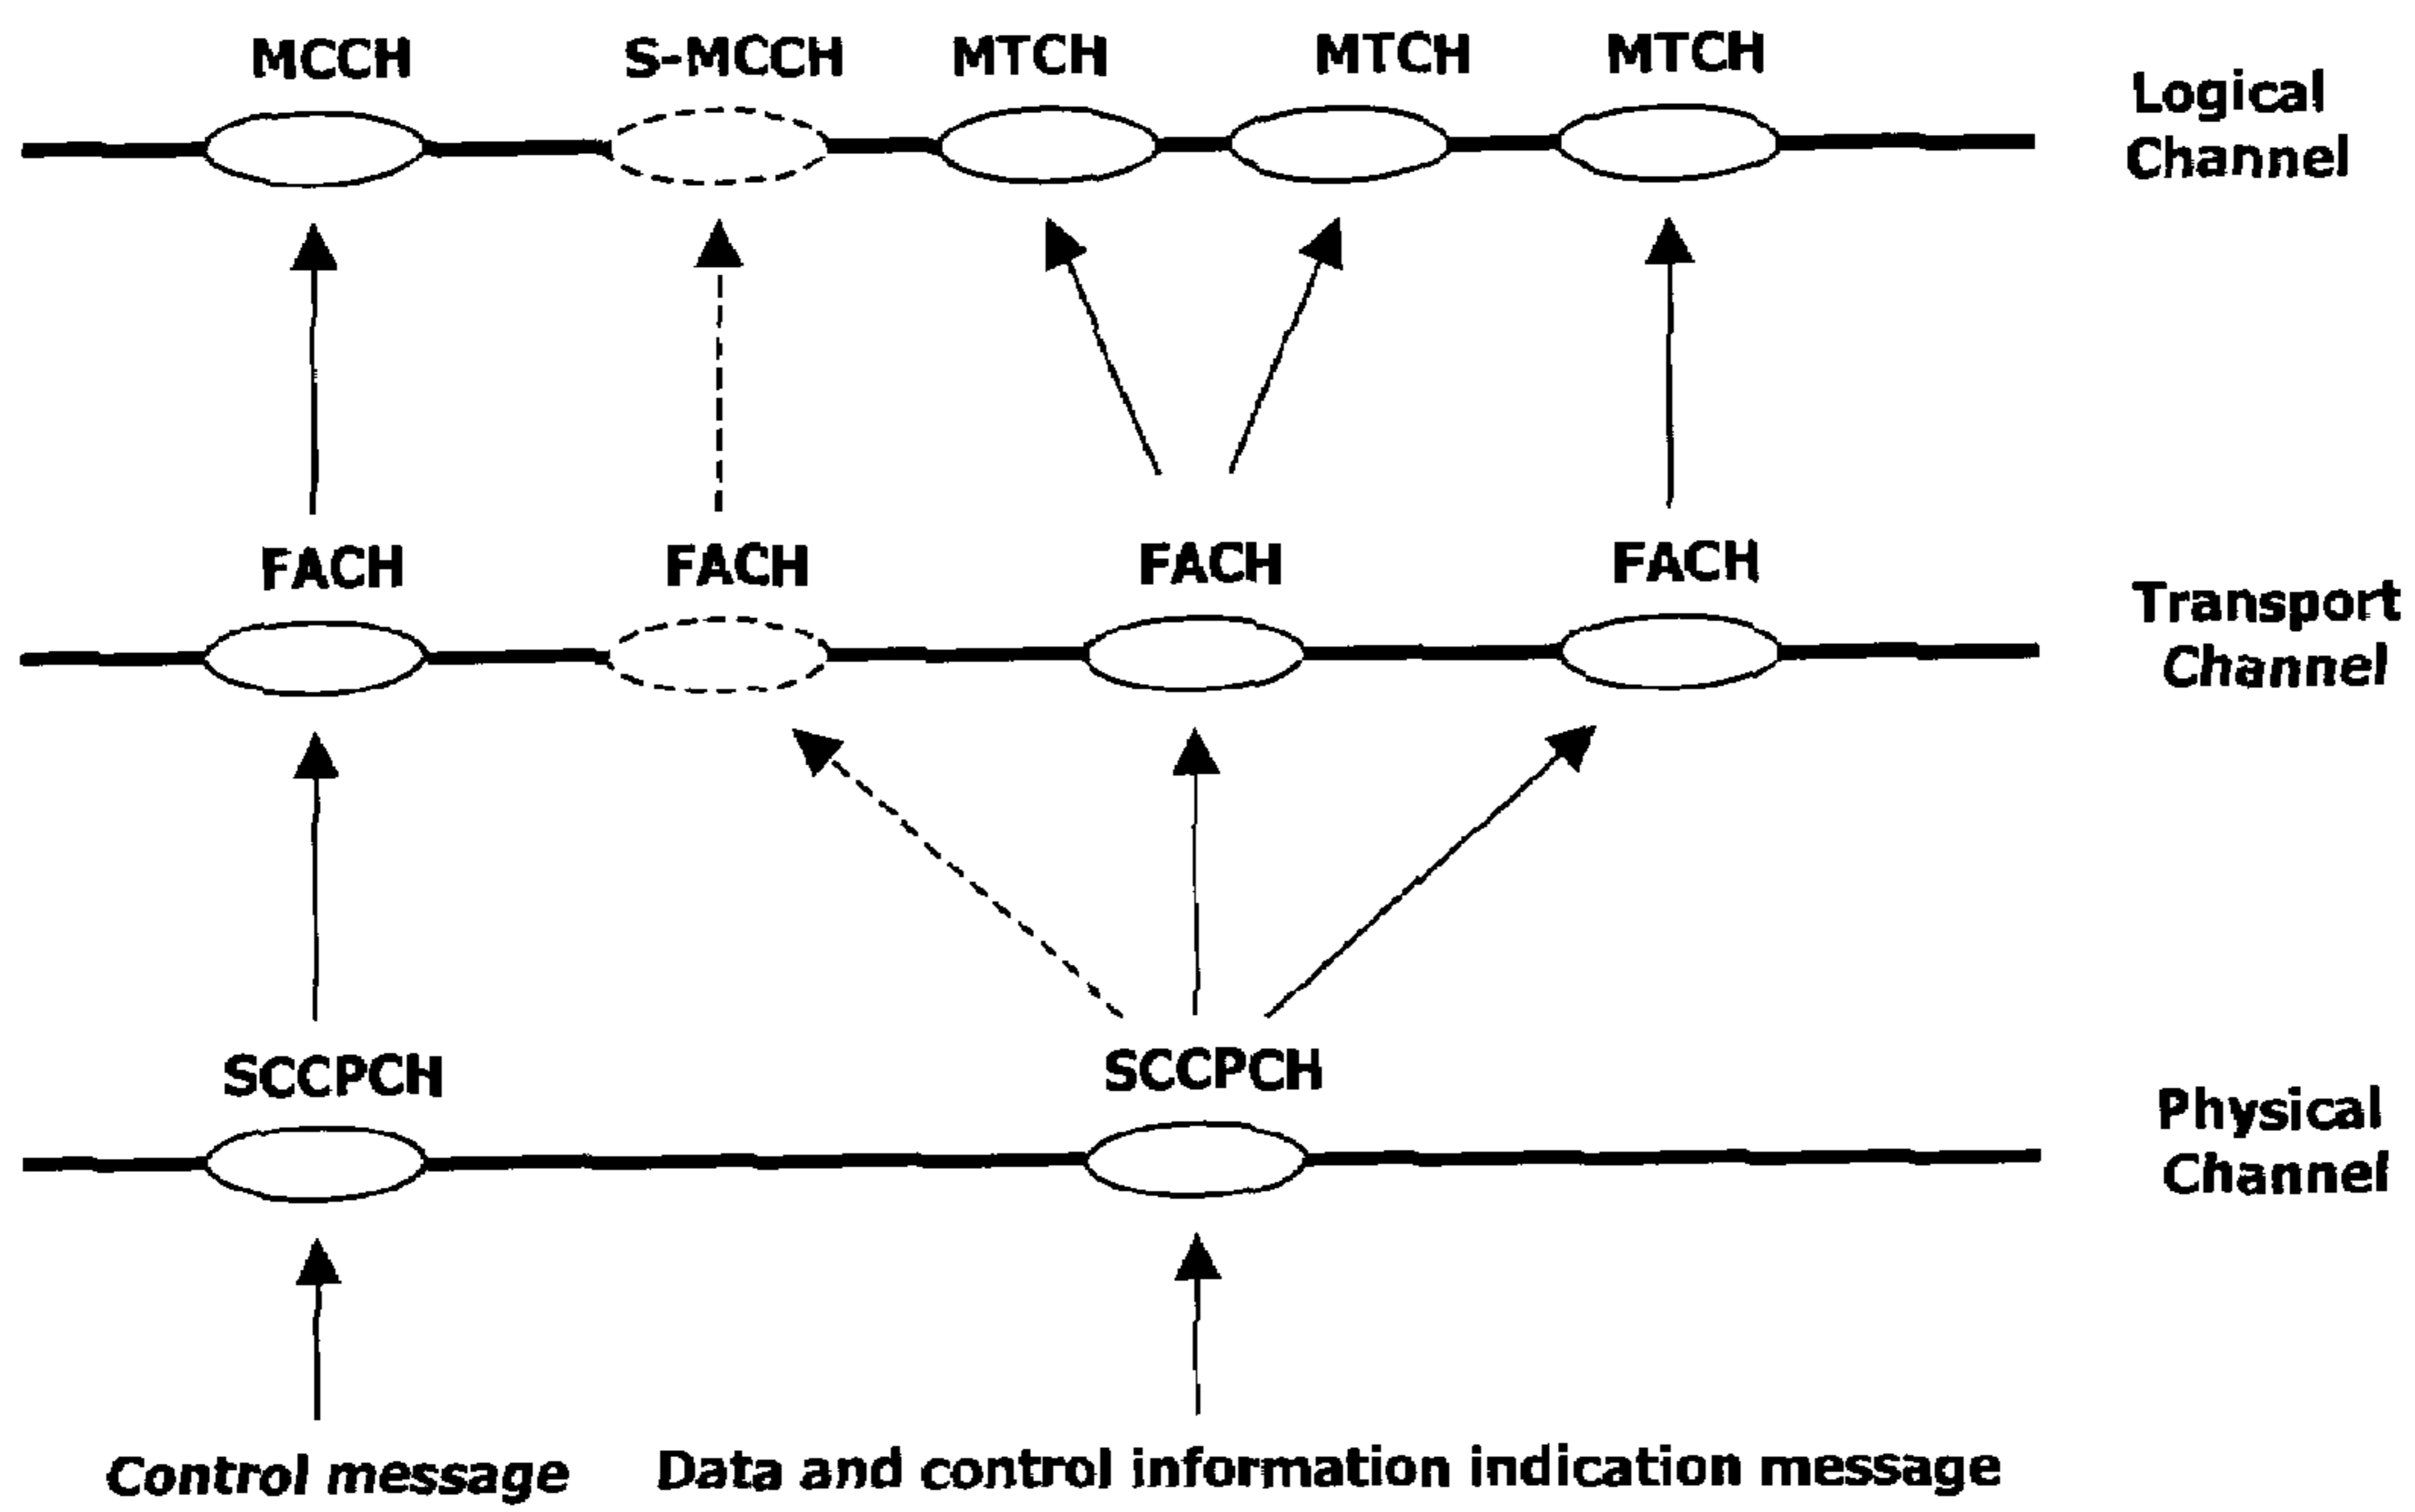 MCCH S-MCCH MTCH MTCH MTCH
Logical
Channel
FACH FACH FACH FACH
Transport
Channel
SCCPCH SCCPCH
Physical
Channel
Control message Data and control information indication message